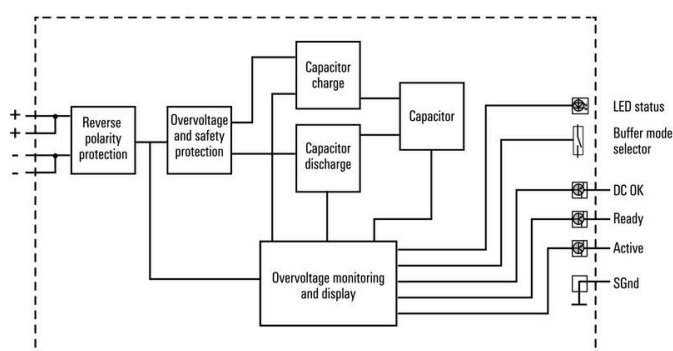 +
+
-
-
Reverse
polarity
protection
Overvoltage
and safety
protection
Capacitor
charge
Capacitor
discharge
Capacitor
Overvoltage monitoring
and display
LED status
Buffer mode
selector
DC OK
Ready
Active
SGnd